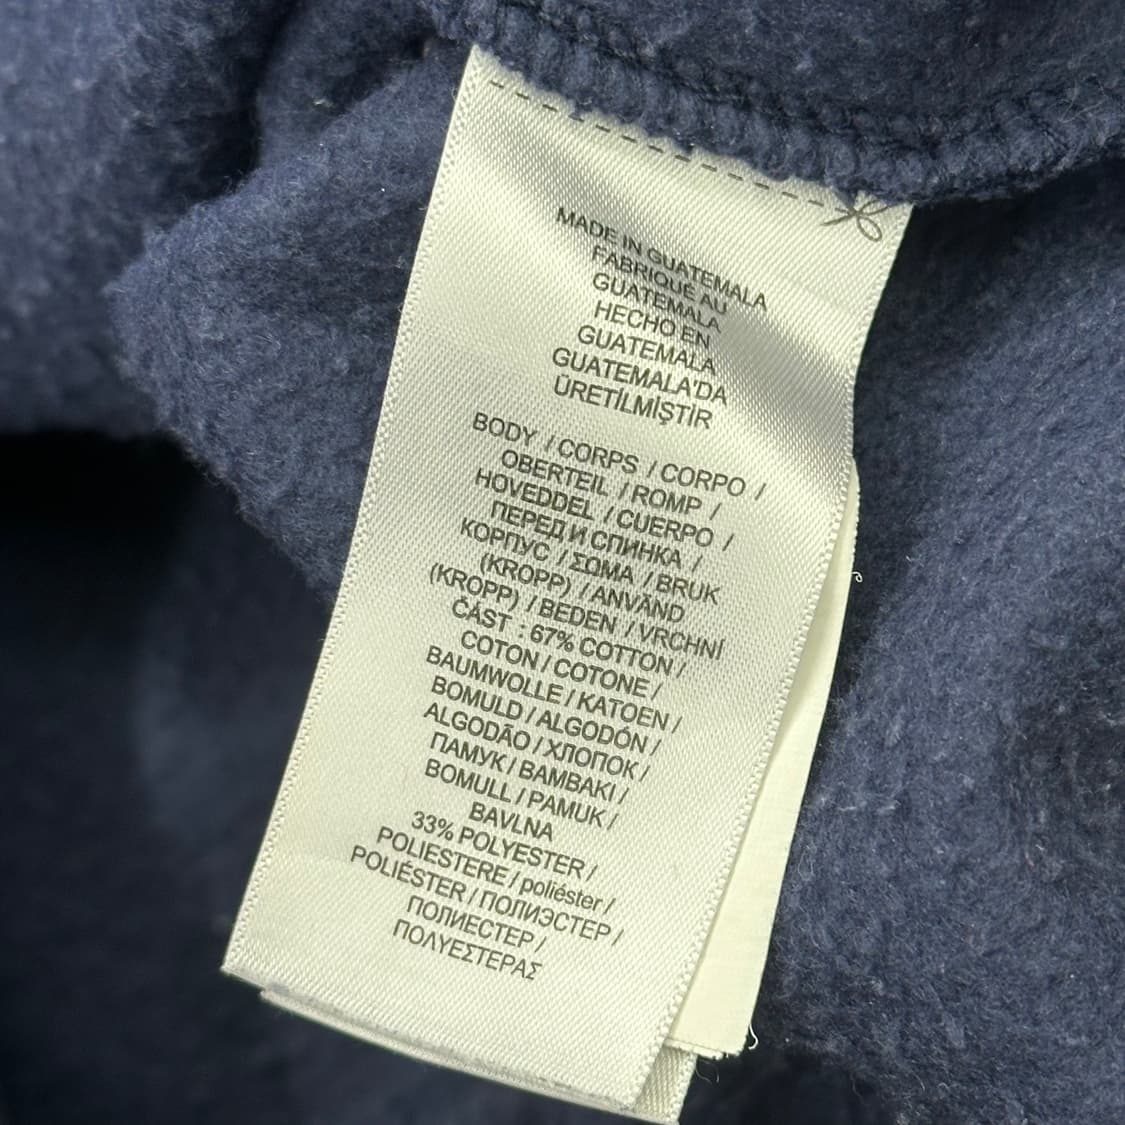 MADE IN GUATEMALA
FABRIQUÉ AU
GUATEMALA
HECHO EN
GUATEMALA
GUATEMALA'DA
ÜRETİLMİŞTİR
BODY / CORPS / CORPO /
OBERTEIL / ROMP /
HOVEDDEL / CUERPO /
ПЕРЕД И СПИНКА /
КОРПУС / ΣΩΜΑ / BRUK
(KROPP) / ANVÄND
(KROPP) / BEDEN / VRCHNÍ
ČÁST : 67% COTTON /
COTON / COTONE /
BAUMWOLLE / KATOEN /
BOMULD / ALGODÓN /
ALGODÃO / ХЛОПОК /
ПАМУК / ΒΑΜΒΑΚΙ /
BOMULL / PAMUK /
BAVLNA
33% POLYESTER /
POLIESTERE / poliéster /
POLIÉSTER / ПОЛИЭСТЕР /
ПОЛИЕСТЕР /
ΠΟΛΥΕΣΤΕΡΑΣ